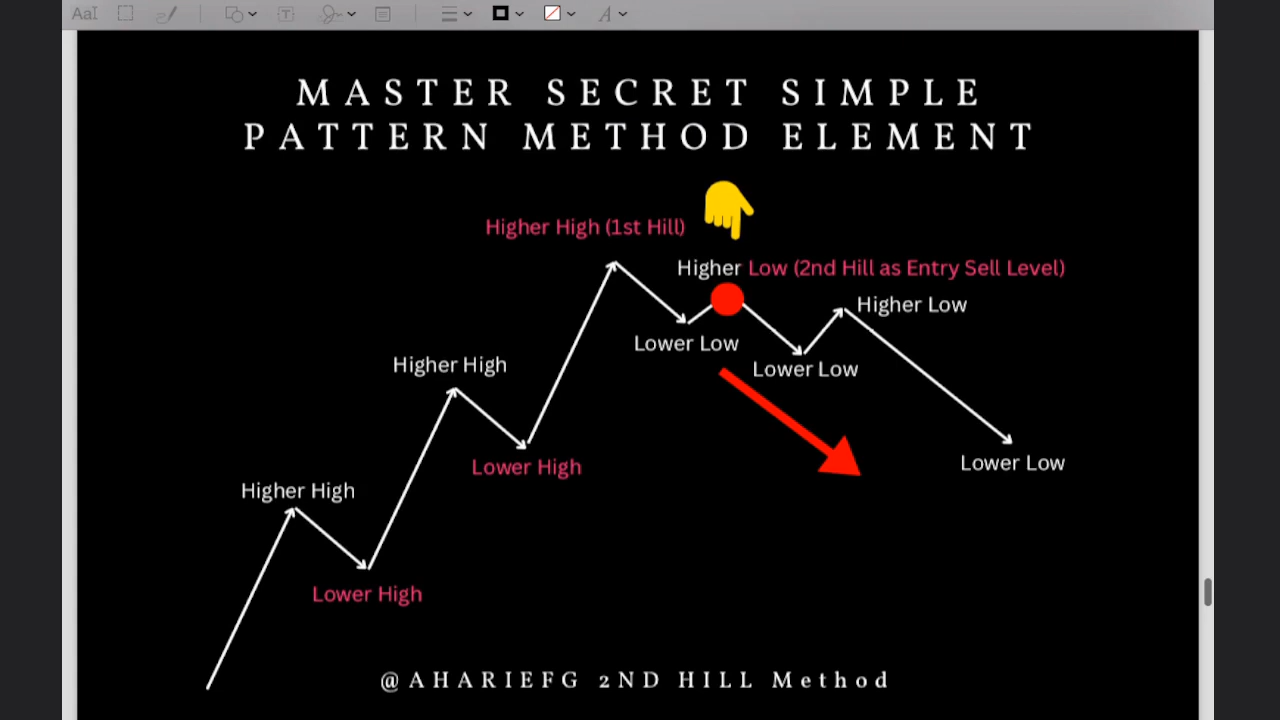 AaI
T
A
MASTER SECRET SIMPLE
PATTERN METHOD ELEMENT
Higher High (1st Hill)
Higher Low (2nd Hill as Entry Sell Level)
Higher Low
Lower Low
Lower Low
Higher High
Lower High
Lower Low
Higher High
Lower High
@AHARIEFG 2ND HILL Method